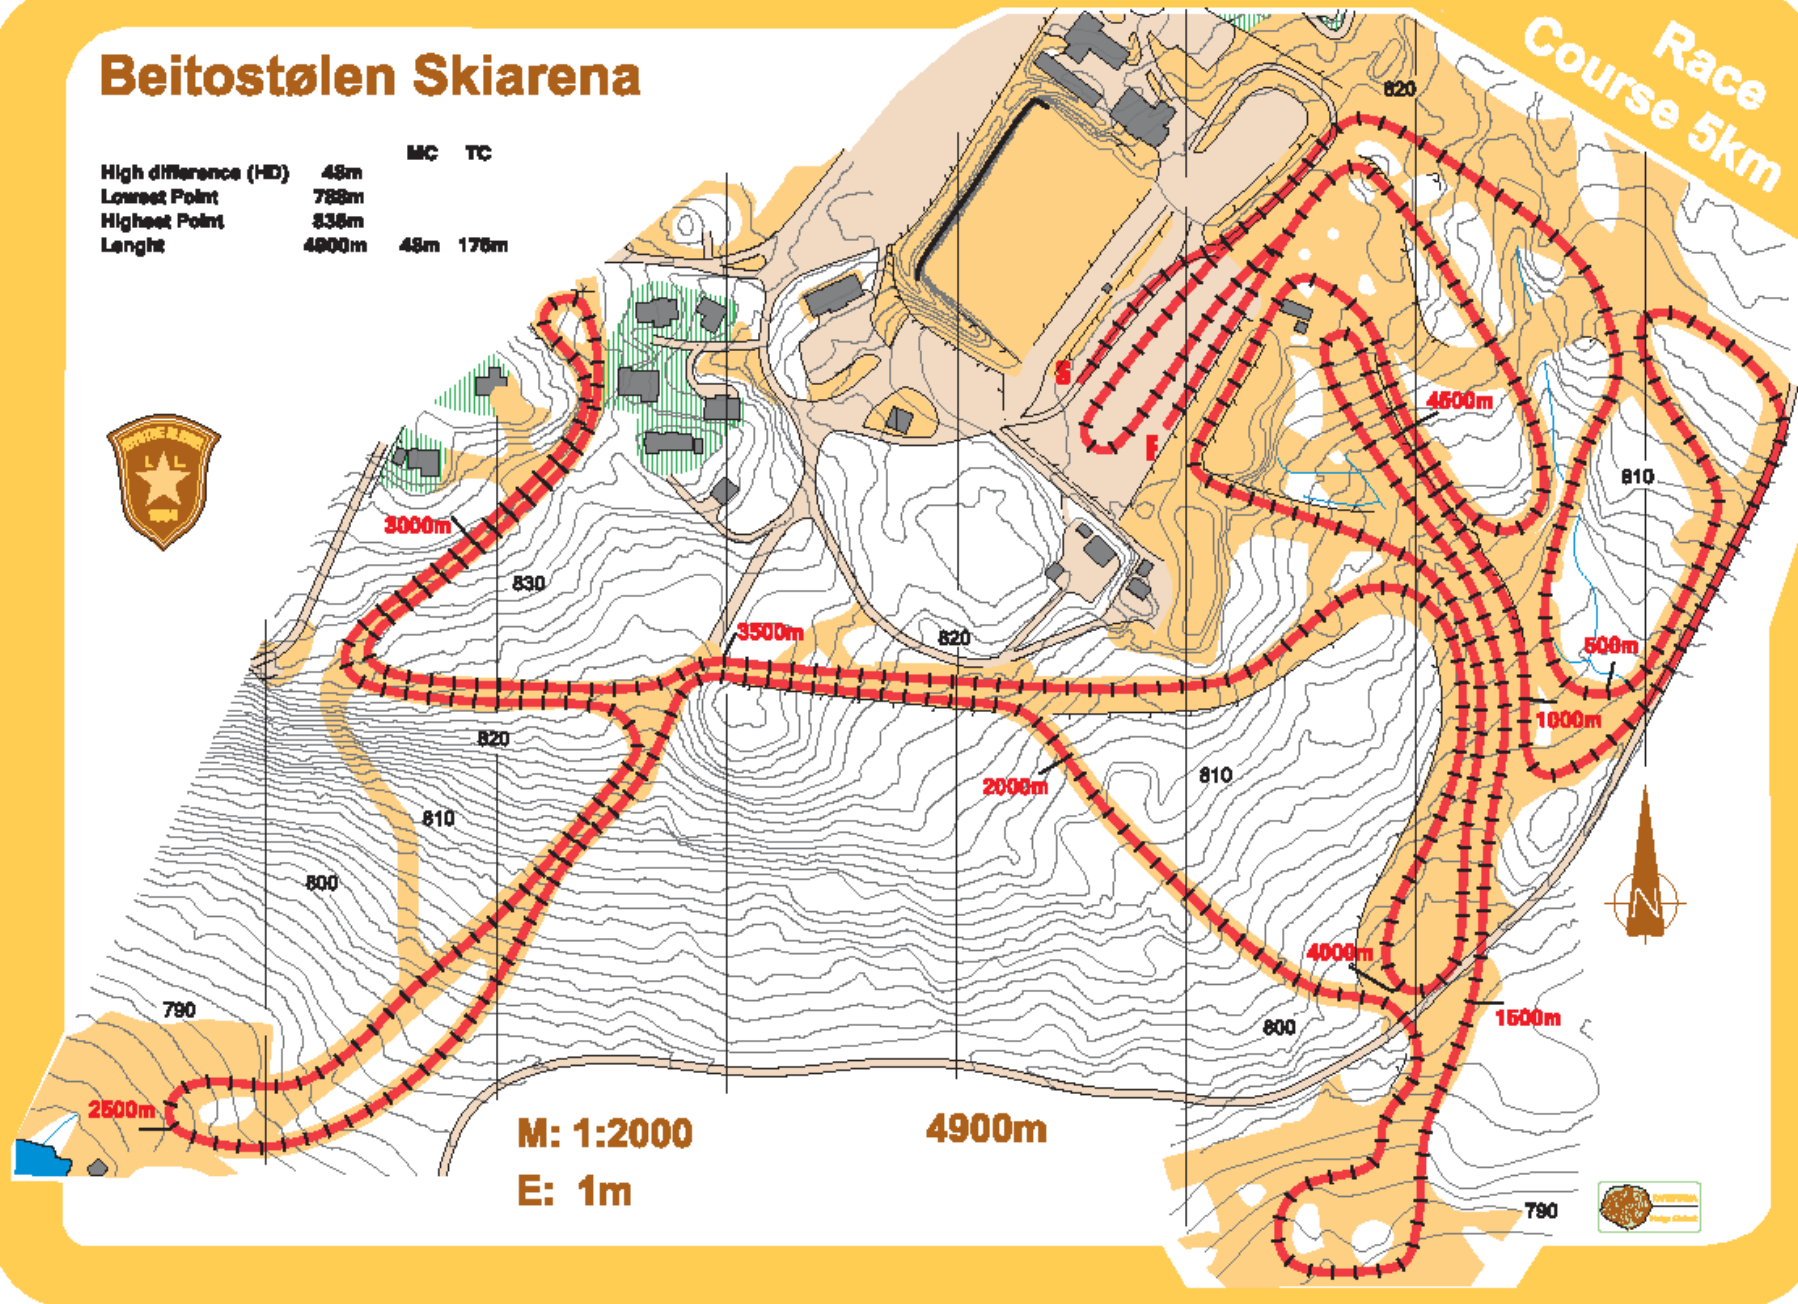 Beitostølen Skiarena
Race
Course 5km
MC TC
High difference (HD) 48m
Lowest Point 788m
Highest Point 836m
Lenght 4900m 48m 176m
820
S
F
4500m
810
3000m
830
3500m
820
500m
1000m
820
2000m
810
810
800
N
4000m
790
800
1500m
2500m
M: 1:2000
4900m
E: 1m
790